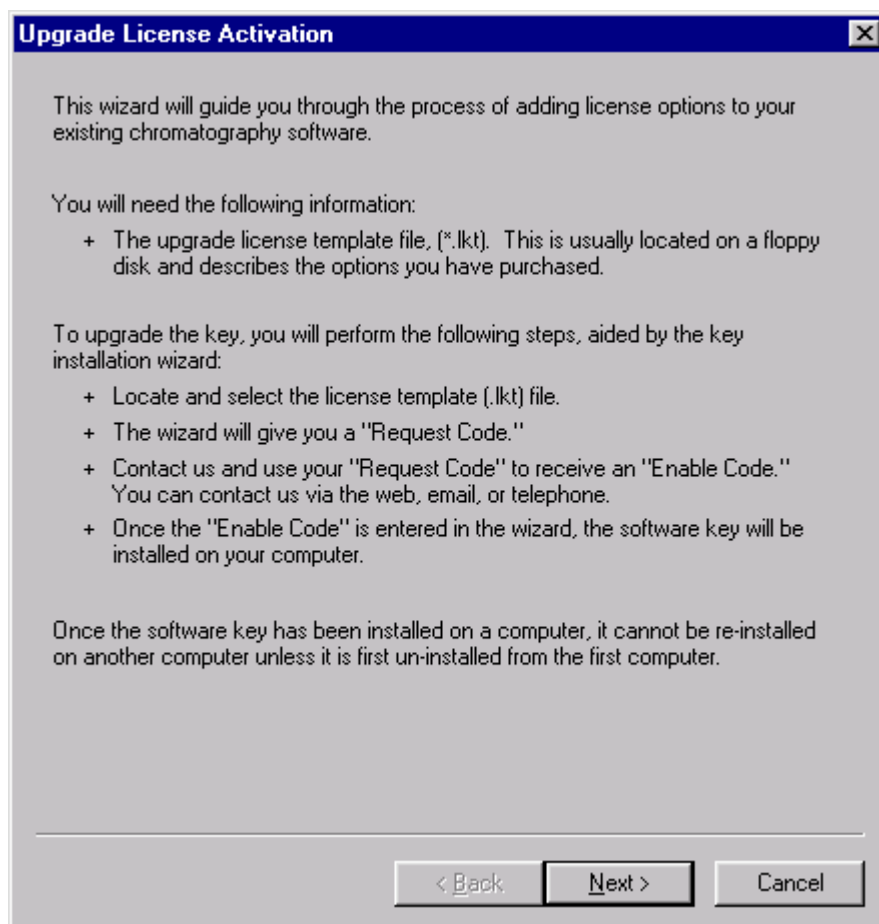 Upgrade License Activation
This wizard will guide you through the process of adding license options to your
existing chromatography software.
You will need the following information:
+ The upgrade license template file, (*.lkt). This is usually located on a floppy
disk and describes the options you have purchased.
To upgrade the key, you will perform the following steps, aided by the key
installation wizard:
+ Locate and select the license template (.lkt) file.
+ The wizard will give you a "Request Code."
+ Contact us and use your "Request Code" to receive an "Enable Code."
You can contact us via the web, email, or telephone.
+ Once the "Enable Code" is entered in the wizard, the software key will be
installed on your computer.
Once the software key has been installed on a computer, it cannot be re-installed
on another computer unless it is first un-installed from the first computer.
< Back Next > Cancel